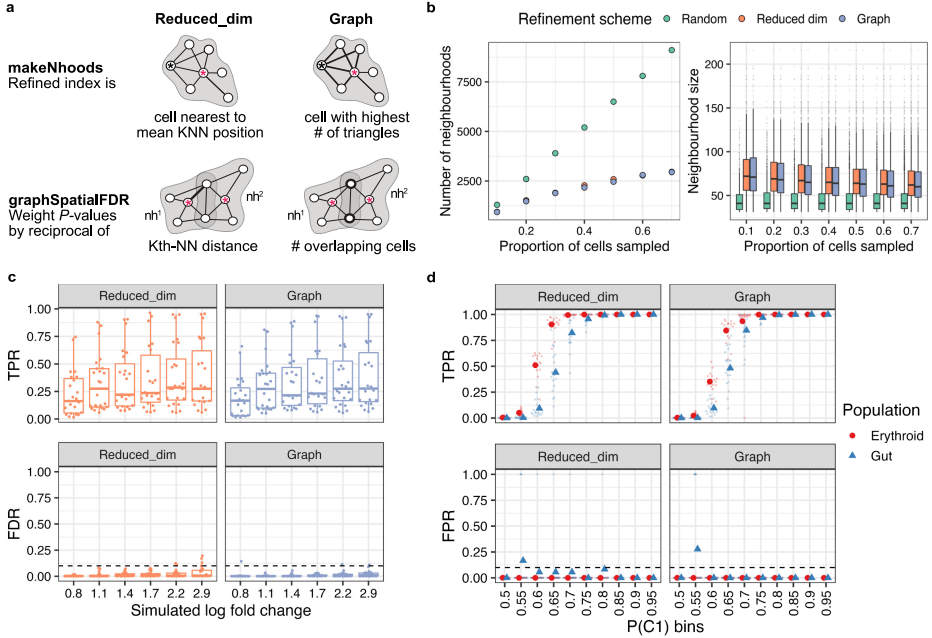 a
Reduced_dim
Graph
makeNhoods
Refined index is
*
*
*
*
cell nearest to
mean KNN position
cell with highest
# of triangles
graphSpatialFDR
Weight P-values
by reciprocal of
nh1
nh2
*
*
nh1
nh2
*
*
Kth-NN distance
# overlapping cells
b
Refinement scheme
Random
Reduced dim
Graph
Number of neighbourhoods
7500
5000
2500
0.2
0.4
0.6
Proportion of cells sampled
Neighbourhood size
200
150
100
50
0.1
0.2
0.3
0.4
0.5
0.6
0.7
Proportion of cells sampled
c
Reduced_dim
Graph
TPR
1.00
0.75
0.50
0.25
0.00
Reduced_dim
Graph
FDR
1.00
0.75
0.50
0.25
0.00
0.8
1.1
1.4
1.7
2.2
2.9
0.8
1.1
1.4
1.7
2.2
2.9
Simulated log fold change
d
Reduced_dim
Graph
TPR
1.00
0.75
0.50
0.25
0.00
Reduced_dim
Graph
FPR
1.00
0.75
0.50
0.25
0.00
0.5
0.55
0.6
0.65
0.7
0.75
0.8
0.85
0.9
0.95
0.5
0.55
0.6
0.65
0.7
0.75
0.8
0.85
0.9
0.95
P(C1) bins
Population
Erythroid
Gut